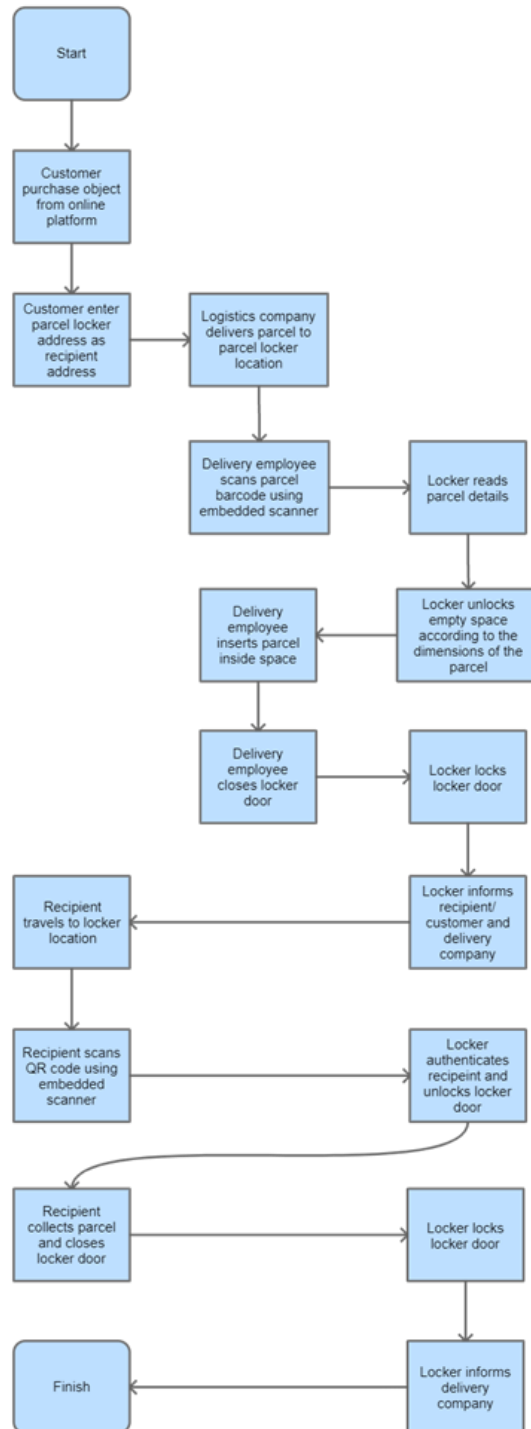 Start
Customer
purchase object
from online
platform
Customer enter
parcel locker
address as
recipient
address
Logistics company
delivers parcel to
parcel locker
location
Delivery employee
scans parcel
barcode using
embedded scanner
Locker reads
parcel details
Locker unlocks
empty space
according to the
dimensions of the
parcel
Delivery
employee
inserts parcel
inside space
Delivery
employee
closes locker
door
Locker locks
locker door
Locker informs
recipient/
customer and
delivery
company
Recipient
travels to locker
location
Recipient scans
QR code using
embedded
scanner
Locker
authenticates
recipeint and
unlocks locker
door
Recipient
collects parcel
and closes
locker door
Locker locks
locker door
Locker informs
delivery
company
Finish